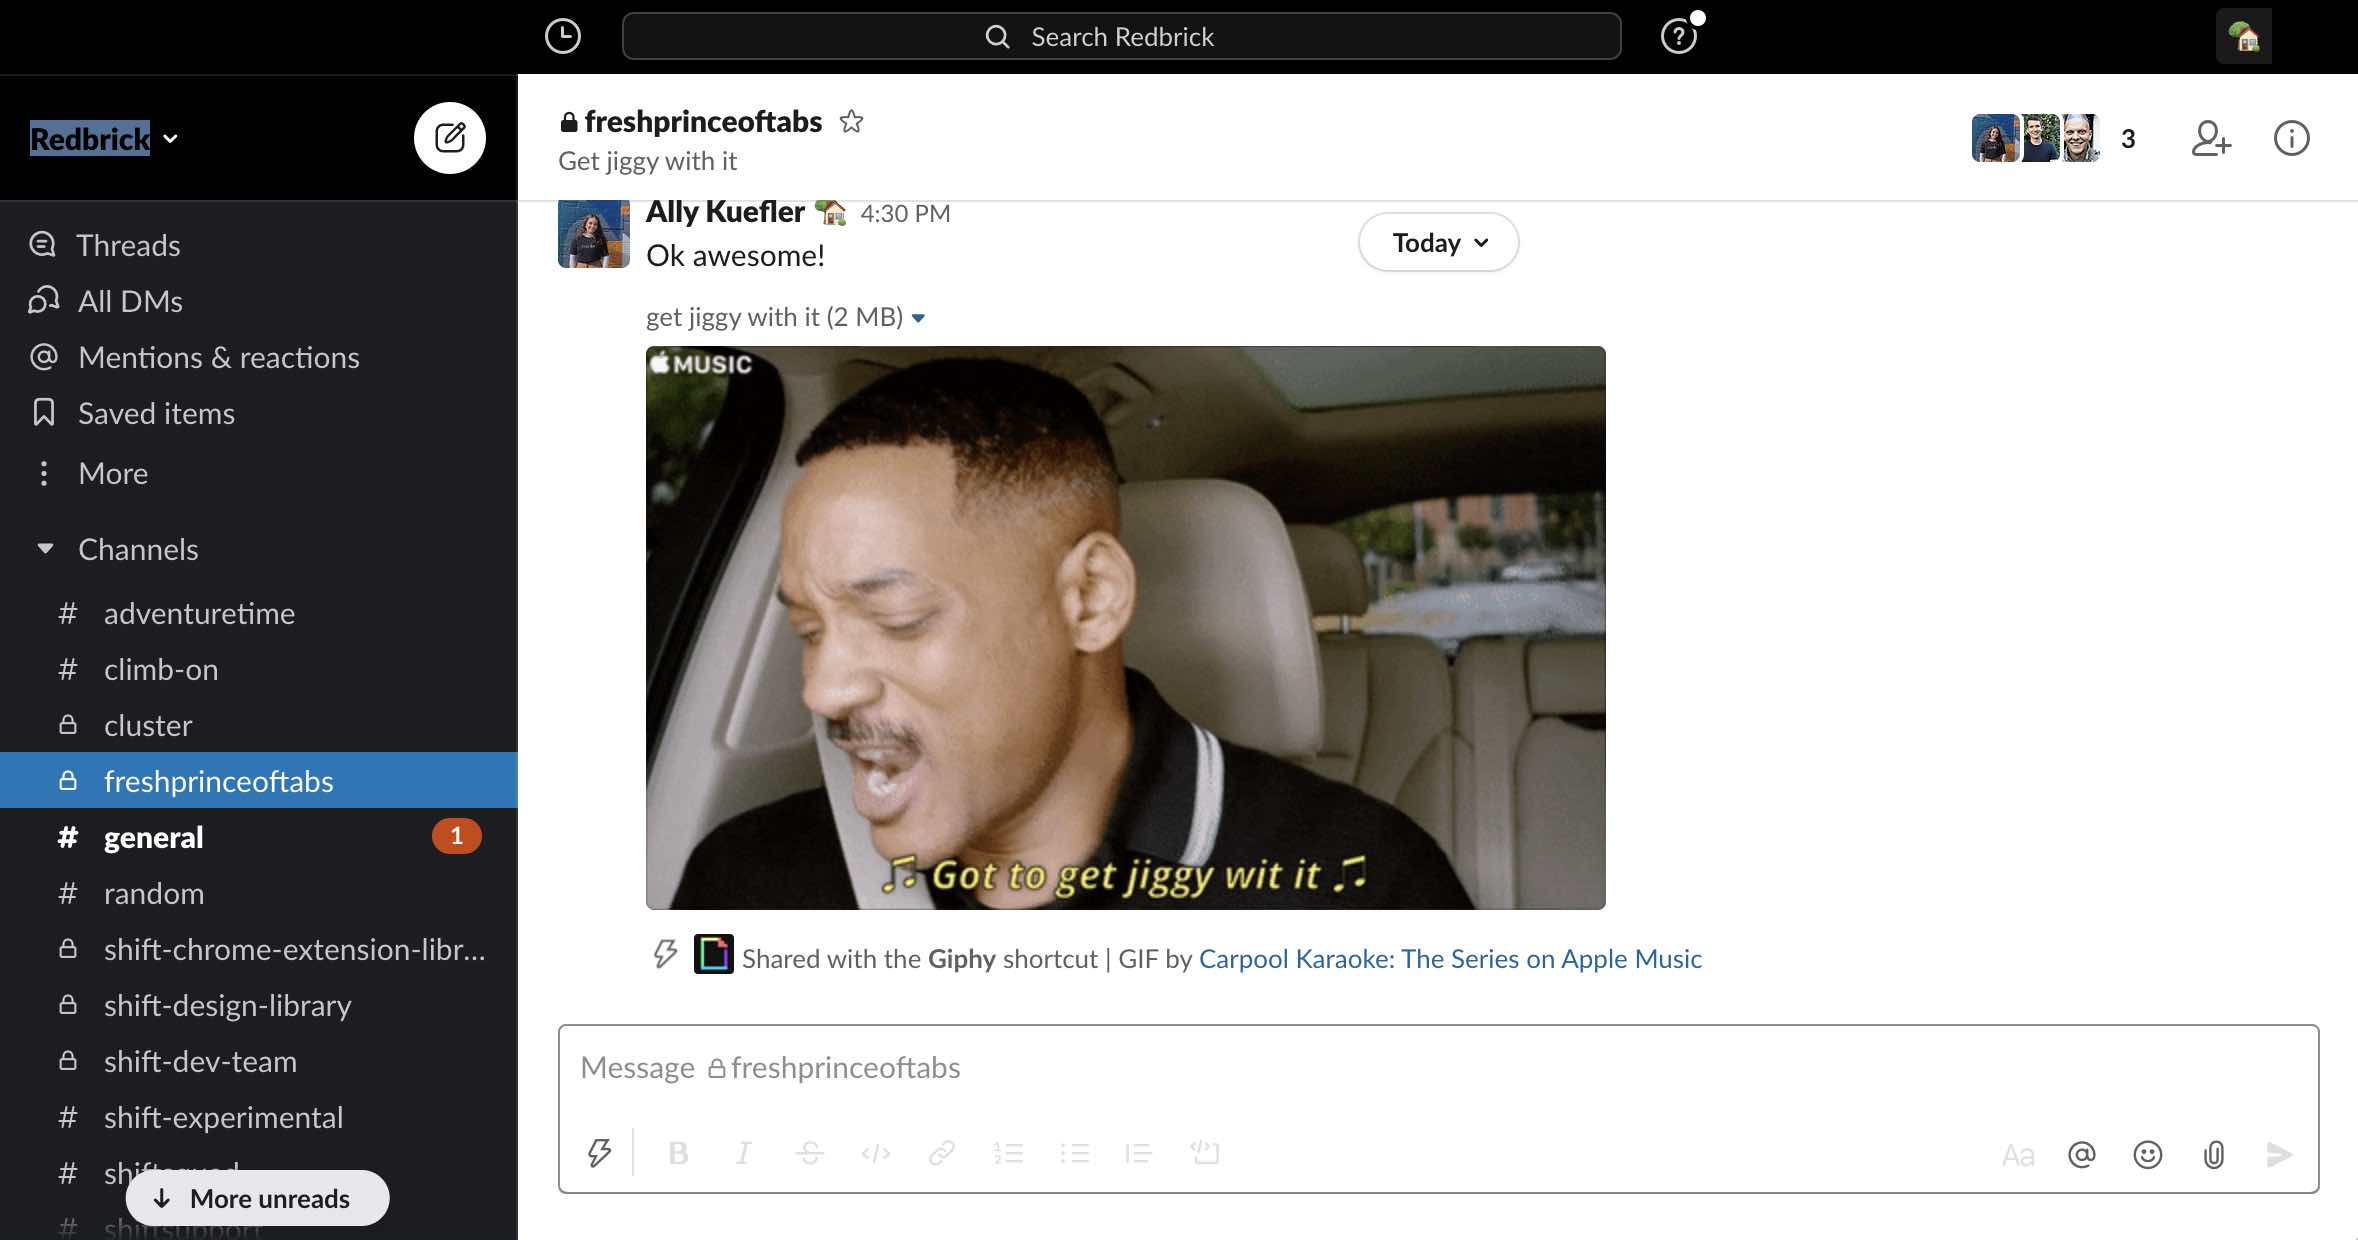 Search Redbrick
Redbrick
Threads
All DMs
Mentions & reactions
Saved items
More
Channels
# adventuretime
# climb-on
cluster
freshprinceoftabs
# general 1
# random
shift-chrome-extension-libr...
shift-design-library
shift-dev-team
# shift-experimental
# shiftsquad
# shiftsupport
More unreads
freshprinceoftabs
Get jiggy with it
3
Ally Kuefler 4:30 PM
Ok awesome!
Today
get jiggy with it (2 MB)
MUSIC
Got to get jiggy wit it
Shared with the Giphy shortcut | GIF by Carpool Karaoke: The Series on Apple Music
Message freshprinceoftabs
B I S Aa @